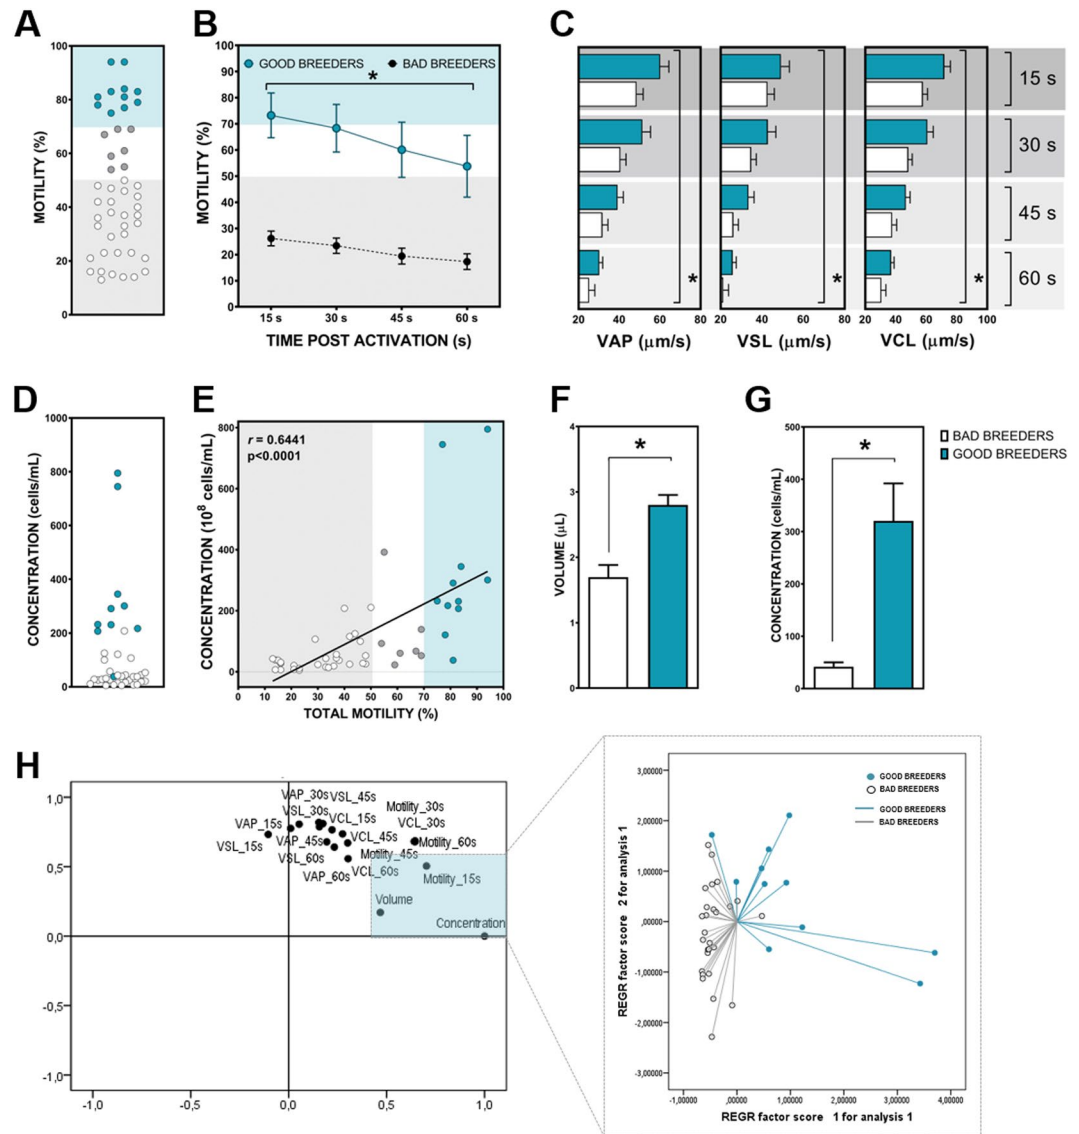 A
B
C
100
80
60
40
20
0
MOTILITY (%)
100
90
80
70
60
50
40
30
20
10
0
MOTILITY (%)
GOOD BREEDERS
BAD BREEDERS
*
15 s
30 s
45 s
60 s
TIME POST ACTIVATION (s)
15 s
30 s
45 s
60 s
*
*
*
20 40 60 80
20 40 60 80
20 40 60 80 100
VAP (µm/s)
VSL (µm/s)
VCL (µm/s)
D
E
F
G
1000
800
600
400
200
0
CONCENTRATION (cells/mL)
800
600
400
200
0
CONCENTRATION (10⁸ cells/mL)
r = 0.6441
p<0.0001
0 10 20 30 40 50 60 70 80 90 100
TOTAL MOTILITY (%)
4
3
2
1
0
VOLUME (µL)
*
500
400
300
200
100
0
CONCENTRATION (cells/mL)
*
BAD BREEDERS
GOOD BREEDERS
H
1,0
0,5
0,0
-0,5
-1,0
-1,0 -0,5 0,0 0,5 1,0
VAP_30s
VSL_45s
Motility_30s
VSL_30s
VCL_15s
VCL_30s
VAP_15s
VSL_15s
VAP_45s
VCL_45s
Motility_60s
VSL_60s
Motility_45s
VAP_60s
VCL_60s
Motility_15s
Volume
Concentration
3,00000
2,00000
1,00000
,00000
-1,00000
-2,00000
-3,00000
REGR factor score 2 for analysis 1
GOOD BREEDERS
BAD BREEDERS
GOOD BREEDERS
BAD BREEDERS
-1,00000 ,00000 1,00000 2,00000 3,00000 4,00000
REGR factor score 1 for analysis 1